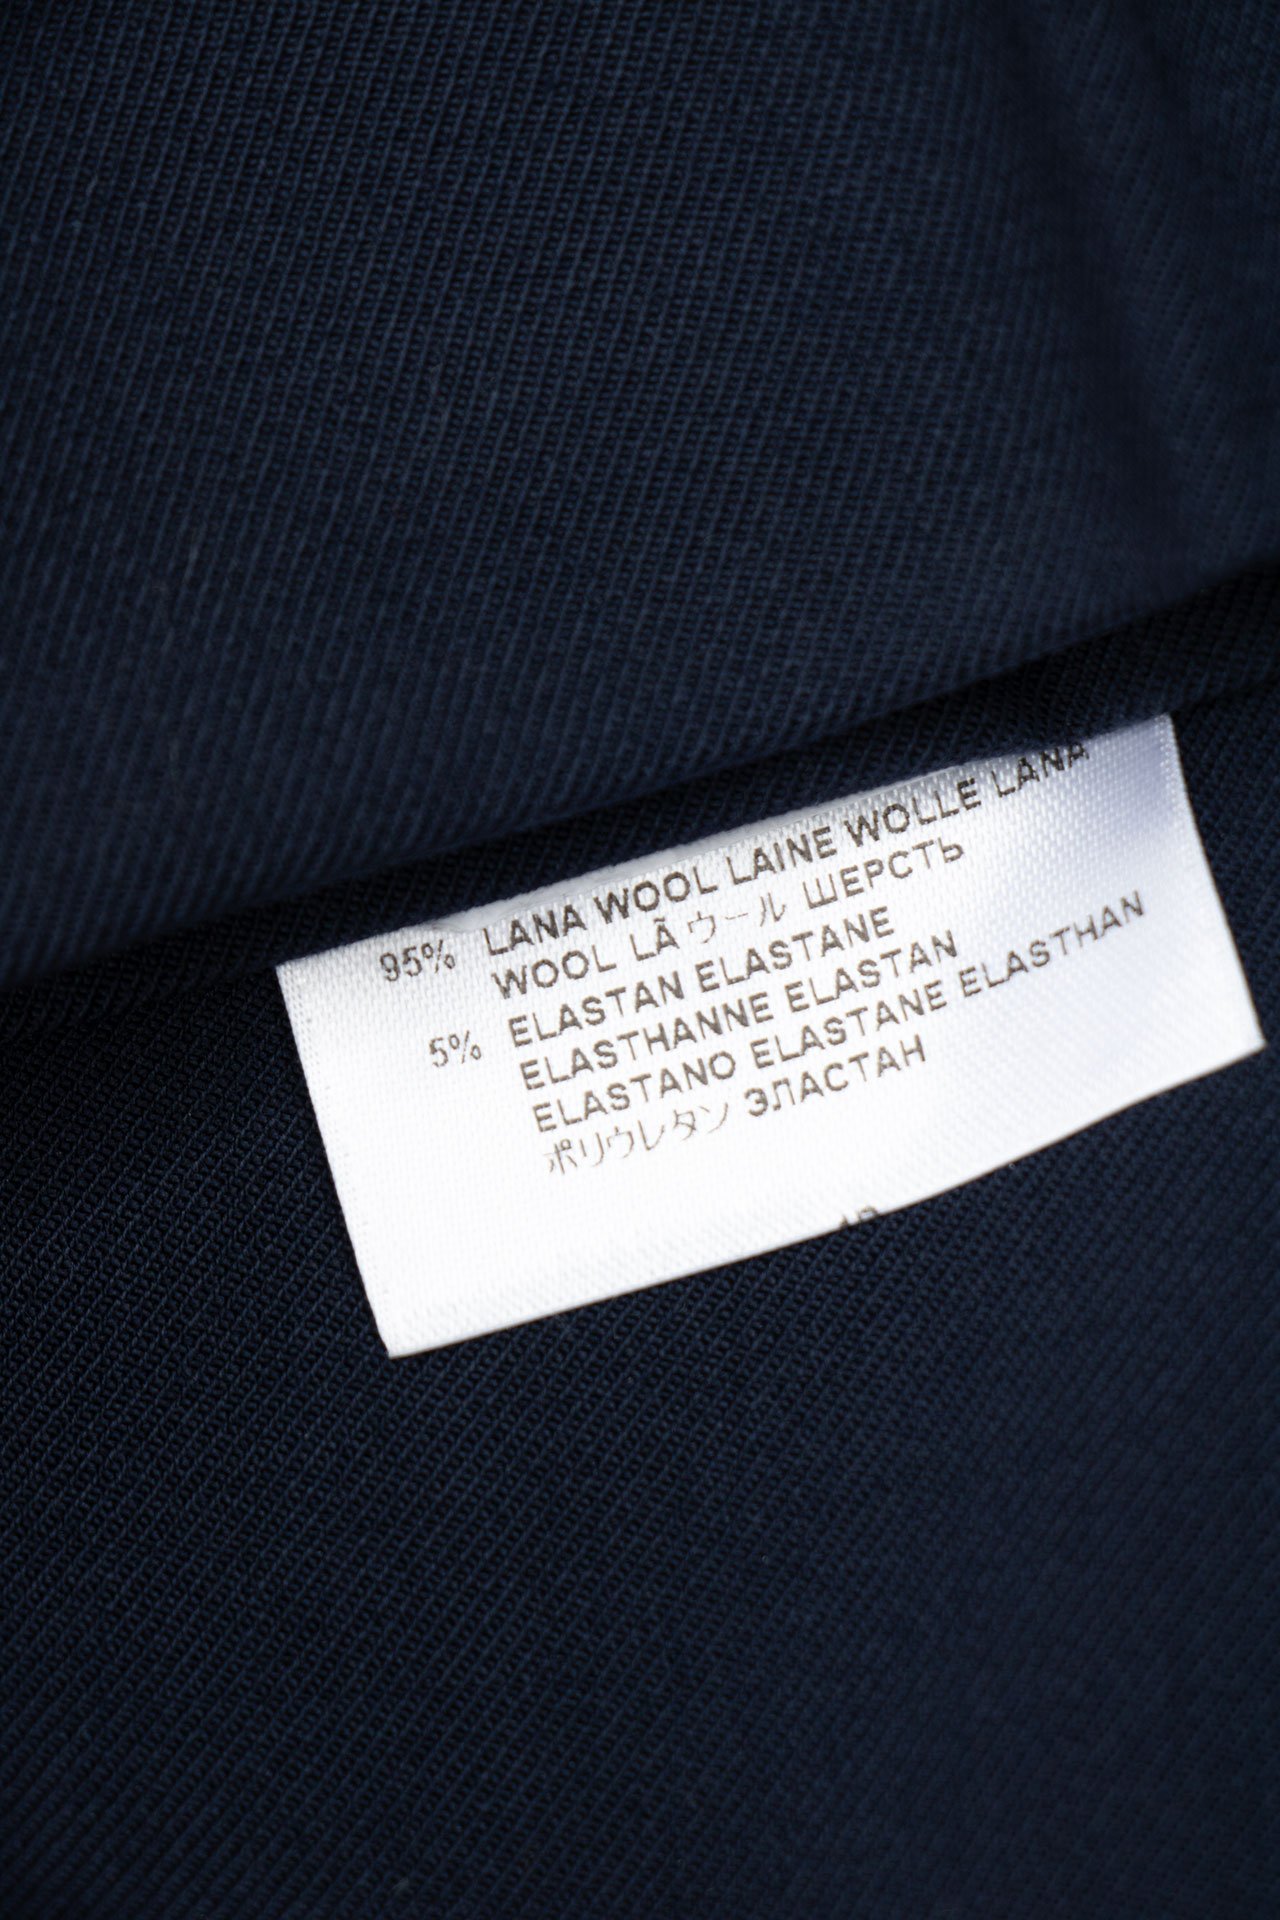 95% LANA WOOL LAINE WOLLE LANA
WOOL LÃ ウール ШЕРСТЬ
5% ELASTAN ELASTANE
ELASTHANNE ELASTAN
ELASTANO ELASTANE ELASTHAN
ポリウレタン ЭЛАСТАН